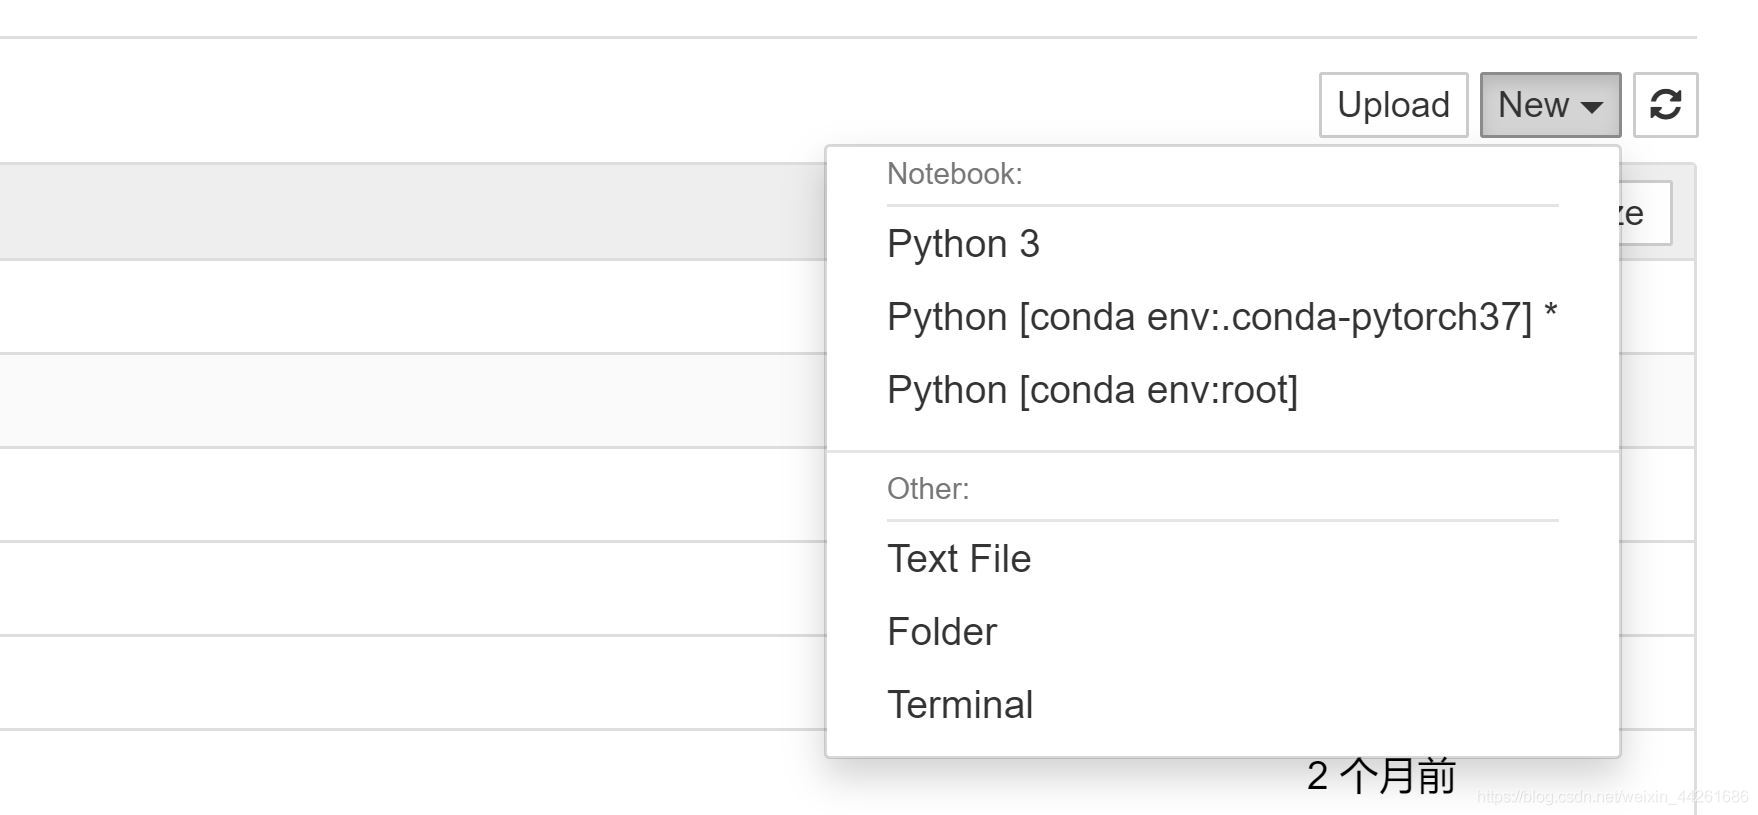 Upload New
Notebook:
ze
Python 3
Python [conda env:.conda-pytorch37] *
Python [conda env:root]
Other:
Text File
Folder
Terminal
2 个月前
https://blog.csdn.net/weixin_44261686